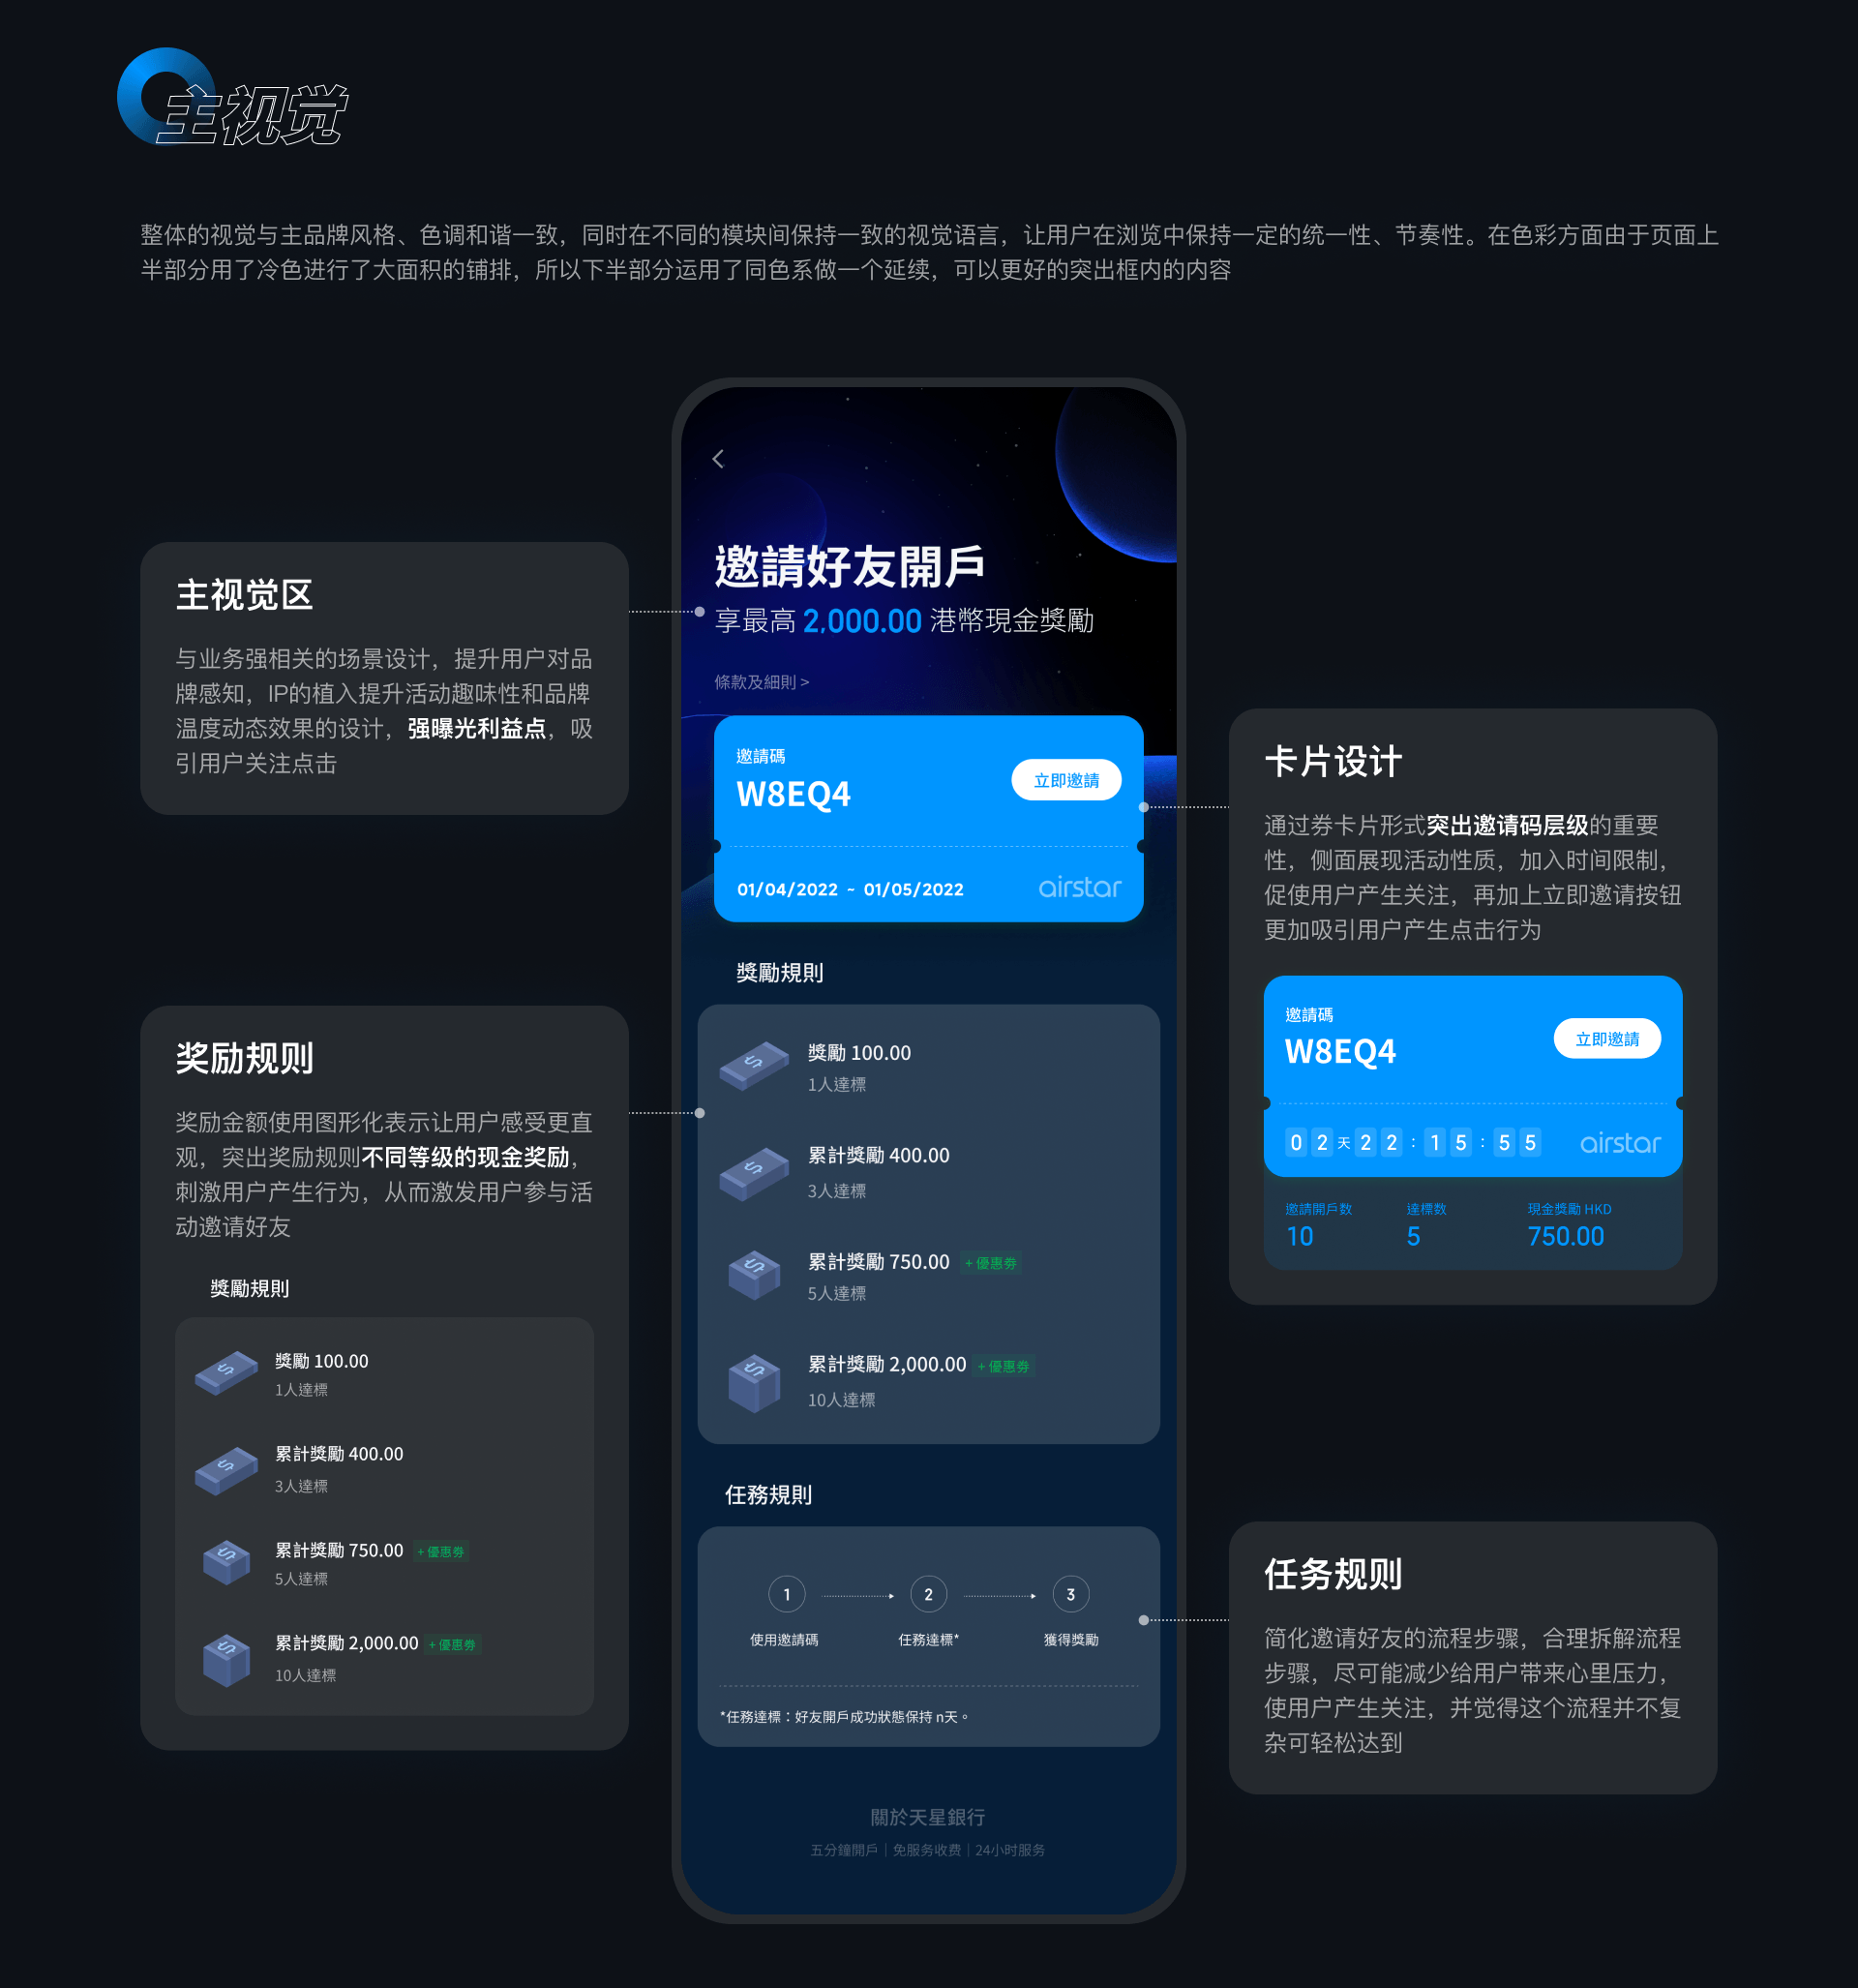 主视觉
整体的视觉与主品牌风格、色调和谐一致，同时在不同的模块间保持一致的视觉语言，让用户在浏览中保持一定的统一性、节奏性。在色彩方面由于页面上
半部分用了冷色进行了大面积的铺排，所以下半部分运用了同色系做一个延续，可以更好的突出框内的内容
主视觉区
与业务强相关的场景设计，提升用户对品
牌感知，IP的植入提升活动趣味性和品牌
温度动态效果的设计，强曝光利益点，吸
引用户关注点击
奖励规则
奖励金额使用图形化表示让用户感受更直
观，突出奖励规则不同等级的现金奖励，
刺激用户产生行为，从而激发用户参与活
动邀请好友
獎勵規則
獎勵 100.00
1人達標
累計獎勵 400.00
3人達標
累計獎勵 750.00 + 優惠券
5人達標
累計獎勵 2,000.00 + 優惠券
10人達標
邀請好友開戶
享最高 2,000.00 港幣現金獎勵
條款及細則 >
邀請碼
W8EQ4
立即邀請
01/04/2022 ~ 01/05/2022
airstar
獎勵規則
獎勵 100.00
1人達標
累計獎勵 400.00
3人達標
累計獎勵 750.00 + 優惠券
5人達標
累計獎勵 2,000.00 + 優惠券
10人達標
任務規則
1 2 3
使用邀請碼 任務達標* 獲得獎勵
*任務達標：好友開戶成功狀態保持 n天。
關於天星銀行
五分鐘開戶｜免服务收费｜24小时服务
卡片设计
通过券卡片形式突出邀请码层级的重要
性，侧面展现活动性质，加入时间限制，
促使用户产生关注，再加上立即邀请按钮
更加吸引用户产生点击行为
邀請碼
W8EQ4
立即邀請
02天22:15:55
airstar
邀請開戶数 達標数 現金獎勵 HKD
10 5 750.00
任务规则
简化邀请好友的流程步骤，合理拆解流程
步骤，尽可能减少给用户带来心里压力，
使用户产生关注，并觉得这个流程并不复
杂可轻松达到